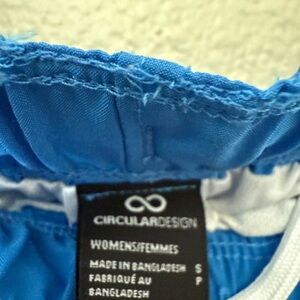 CIRCULARDESIGN
WOMENS/FEMMES
MADE IN BANGLADESH S
FABRIQUÉ AU P
BANGLADESH